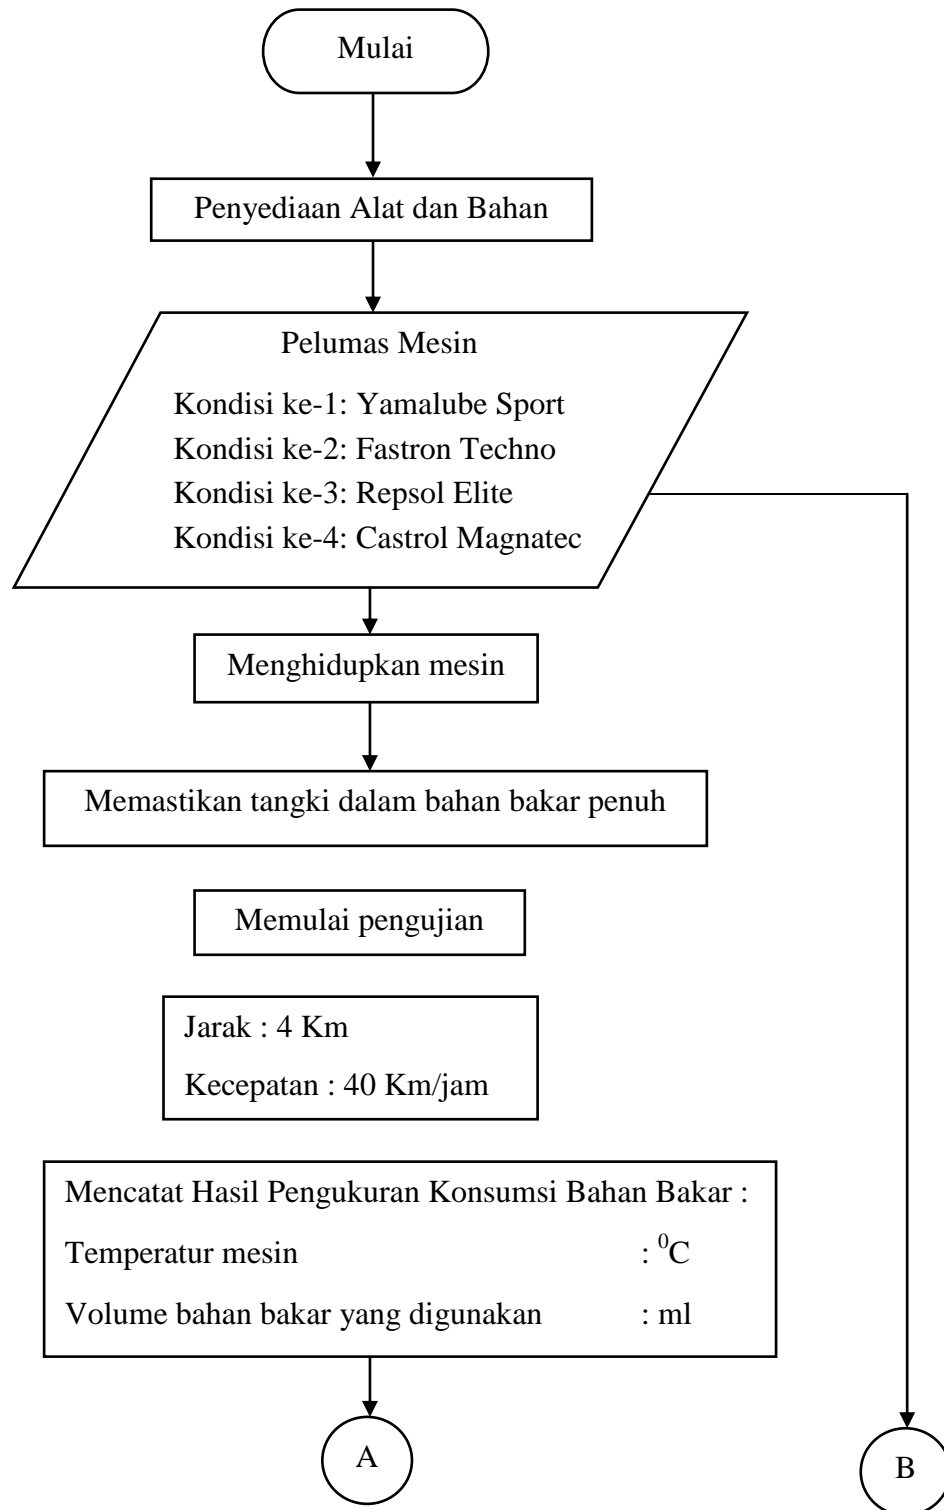 Mulai
Penyediaan Alat dan Bahan
Pelumas Mesin
Kondisi ke-1: Yamalube Sport
Kondisi ke-2: Fastron Techno
Kondisi ke-3: Repsol Elite
Kondisi ke-4: Castrol Magnatec
Menghidupkan mesin
Memastikan tangki dalam bahan bakar penuh
Memulai pengujian
Jarak : 4 Km
Kecepatan : 40 Km/jam
Mencatat Hasil Pengukuran Konsumsi Bahan Bakar :
Temperatur mesin : ⁰C
Volume bahan bakar yang digunakan : ml
A
B